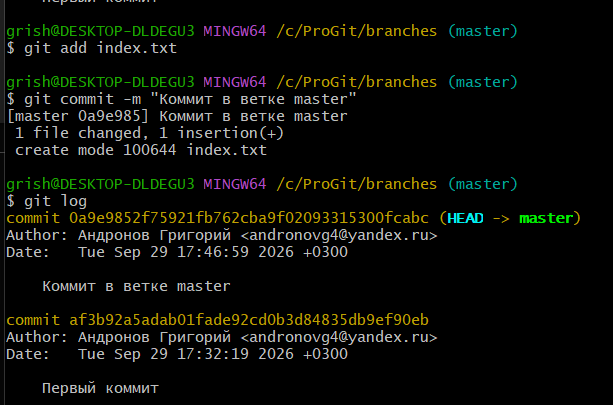 Первый коммит
grish@DESKTOP-DLDEGU3 MINGW64 /c/ProGit/branches (master)
$ git add index.txt
grish@DESKTOP-DLDEGU3 MINGW64 /c/ProGit/branches (master)
$ git commit -m "Коммит в ветке master"
[master 0a9e985] Коммит в ветке master
1 file changed, 1 insertion(+)
create mode 100644 index.txt
grish@DESKTOP-DLDEGU3 MINGW64 /c/ProGit/branches (master)
$ git log
commit 0a9e9852f75921fb762cba9f02093315300fcabc (HEAD -> master)
Author: Андронов Григорий <andronovg4@yandex.ru>
Date:   Tue Sep 29 17:46:59 2026 +0300
Коммит в ветке master
commit af3b92a5adab01fade92cd0b3d84835db9ef90eb
Author: Андронов Григорий <andronovg4@yandex.ru>
Date:   Tue Sep 29 17:32:19 2026 +0300
Первый коммит